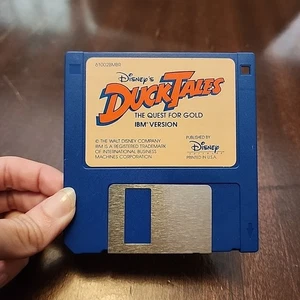 Disney's
DUCKTALES
THE QUEST FOR GOLD
IBM VERSION
© THE WALT DISNEY COMPANY
IBM IS A REGISTERED TRADEMARK
OF INTERNATIONAL BUSINESS
MACHINES CORPORATION
PUBLISHED BY
Disney
PRINTED IN U.S.A.